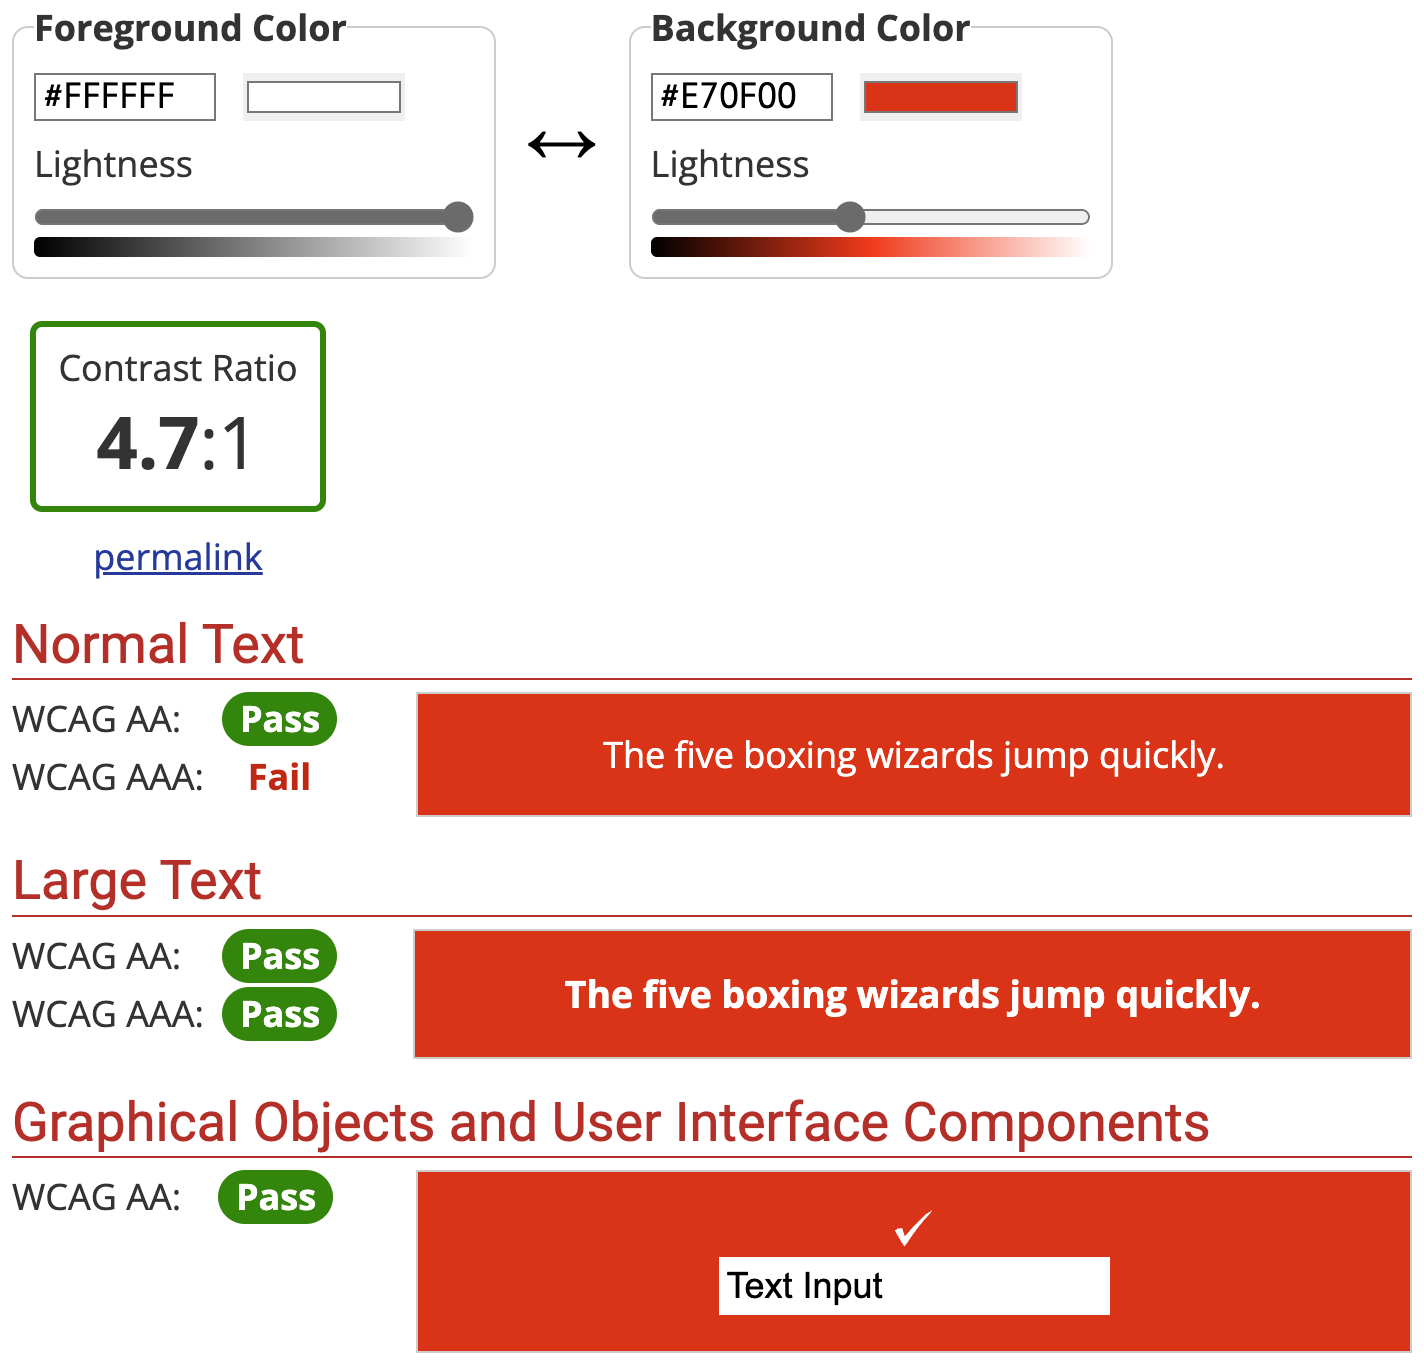 Foreground Color
#FFFFFF
Lightness
Background Color
#E70F00
Lightness
Contrast Ratio
4.7:1
permalink
Normal Text
WCAG AA: Pass
WCAG AAA: Fail
The five boxing wizards jump quickly.
Large Text
WCAG AA: Pass
WCAG AAA: Pass
The five boxing wizards jump quickly.
Graphical Objects and User Interface Components
WCAG AA: Pass
Text Input